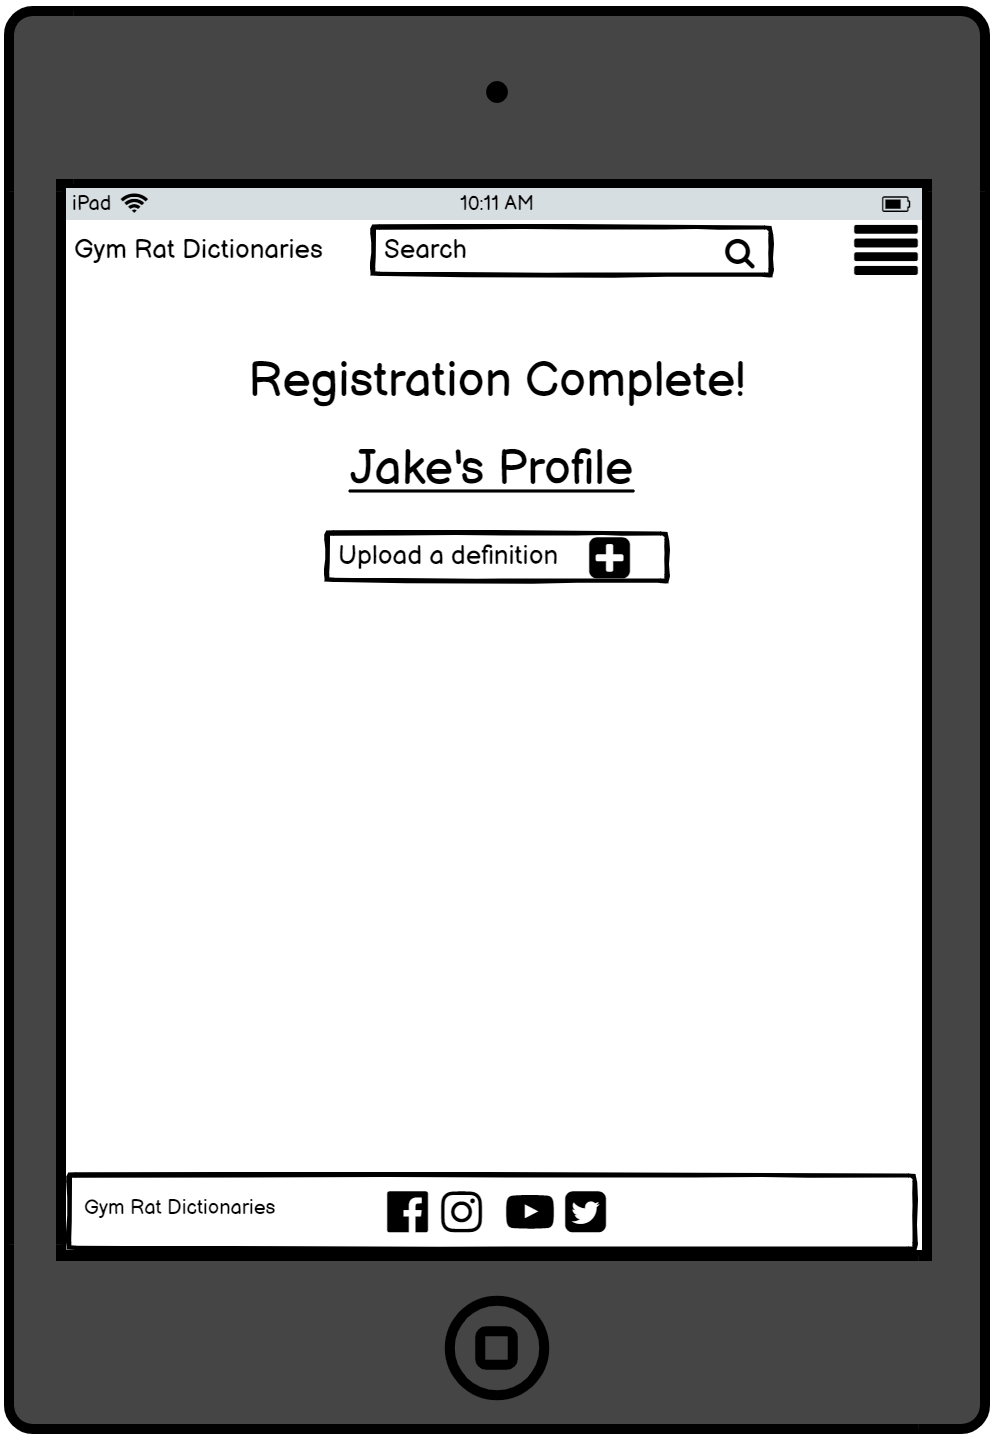 iPad 10:11 AM
Gym Rat Dictionaries Search
Registration Complete!
Jake's Profile
Upload a definition
Gym Rat Dictionaries